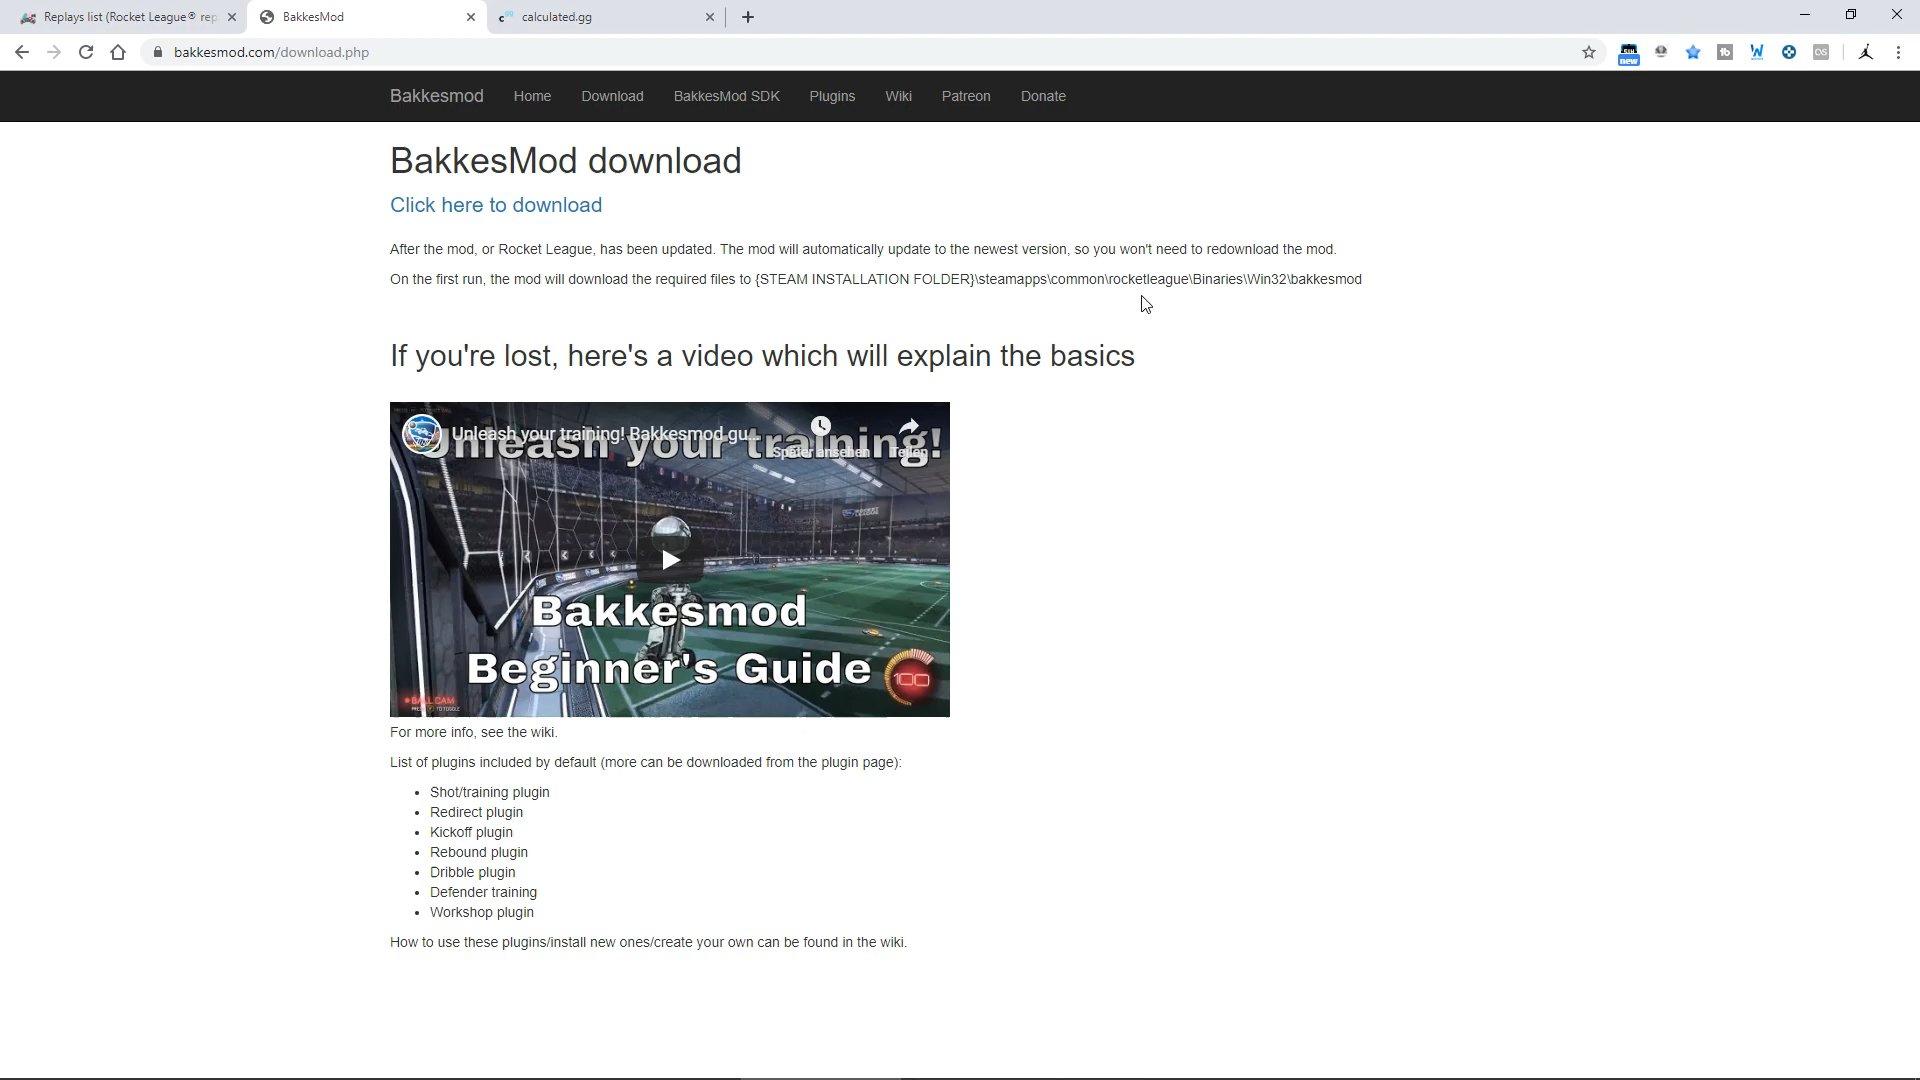 Replays list (Rocket League® rep
BakkesMod
calculated.gg
bakkesmod.com/download.php
new
Bakkesmod Home Download BakkesMod SDK Plugins Wiki Patreon Donate
BakkesMod download
Click here to download
After the mod, or Rocket League, has been updated. The mod will automatically update to the newest version, so you won't need to redownload the mod.
On the first run, the mod will download the required files to {STEAM INSTALLATION FOLDER}\steamapps\common\rocketleague\Binaries\Win32\bakkesmod
If you're lost, here's a video which will explain the basics
Unleash your training! Bakkesmod gu...
Unleash your training!
Später ansehen
Teilen
Bakkesmod
Beginner's Guide
100
BALL CAM
For more info, see the wiki.
List of plugins included by default (more can be downloaded from the plugin page):
• Shot/training plugin
• Redirect plugin
• Kickoff plugin
• Rebound plugin
• Dribble plugin
• Defender training
• Workshop plugin
How to use these plugins/install new ones/create your own can be found in the wiki.